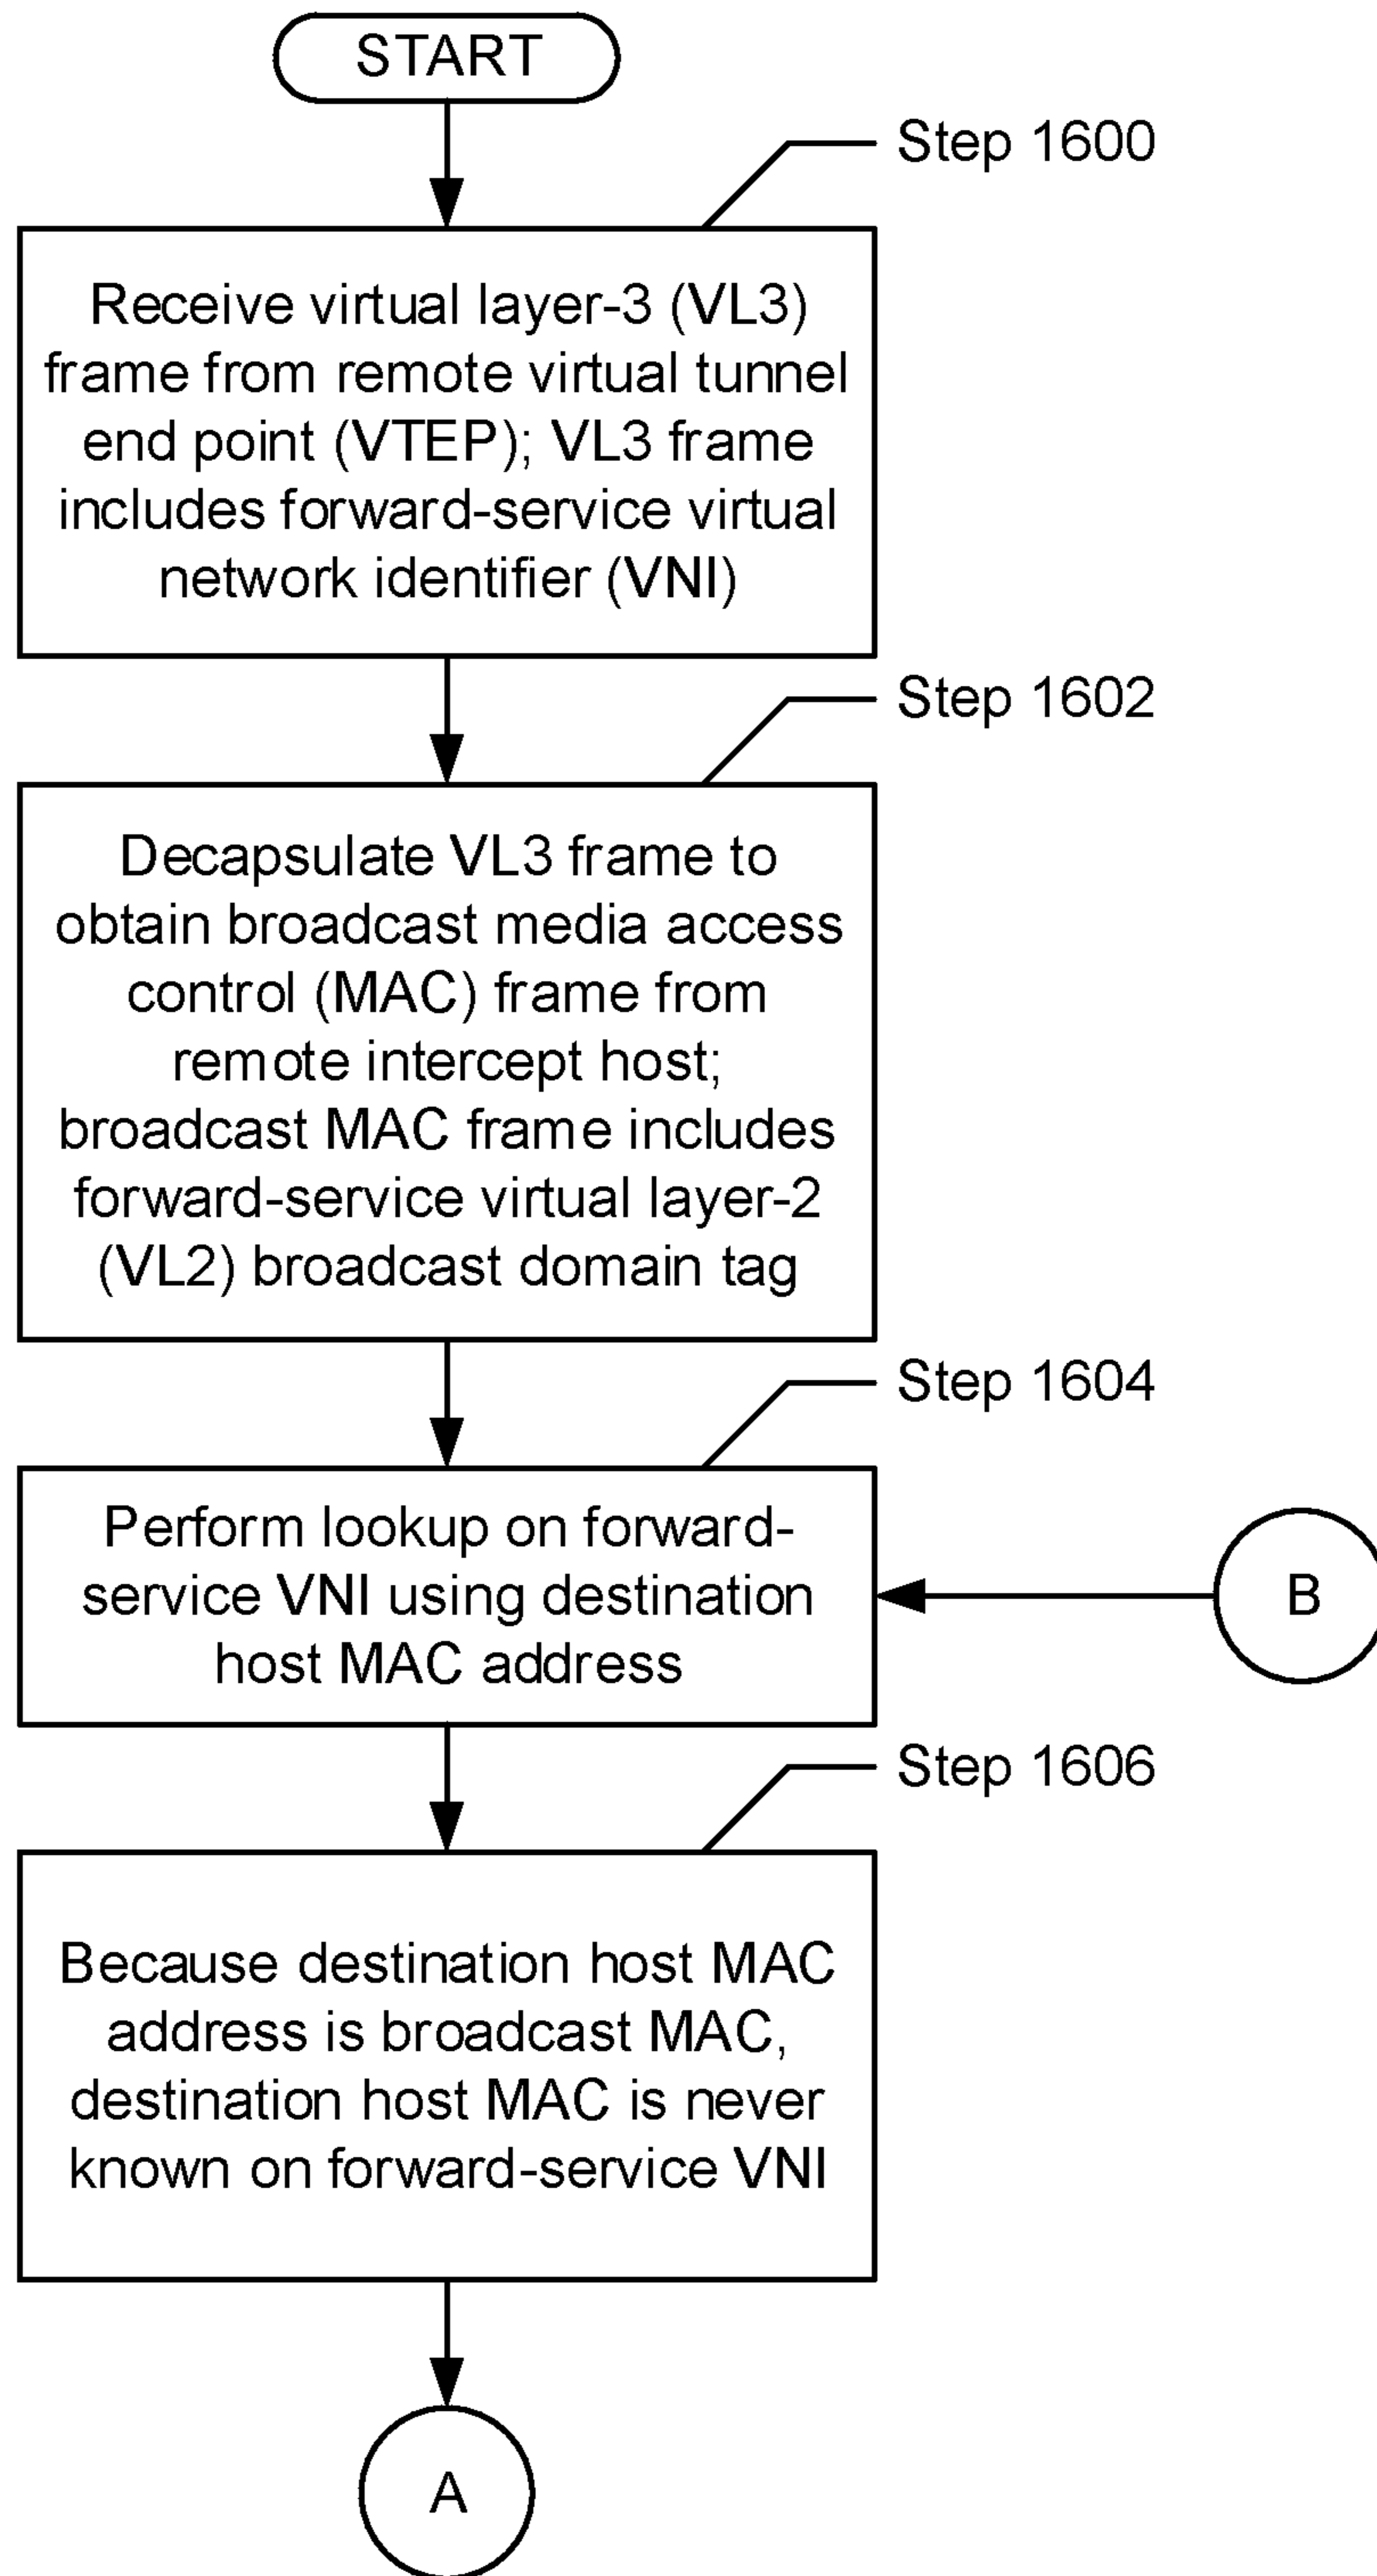 START
Step 1600
Receive virtual layer-3 (VL3)
frame from remote virtual tunnel
end point (VTEP); VL3 frame
includes forward-service virtual
network identifier (VNI)
Step 1602
Decapsulate VL3 frame to
obtain broadcast media access
control (MAC) frame from
remote intercept host;
broadcast MAC frame includes
forward-service virtual layer-2
(VL2) broadcast domain tag
Step 1604
Perform lookup on forward-
service VNI using destination
host MAC address
B
Step 1606
Because destination host MAC
address is broadcast MAC,
destination host MAC is never
known on forward-service VNI
A